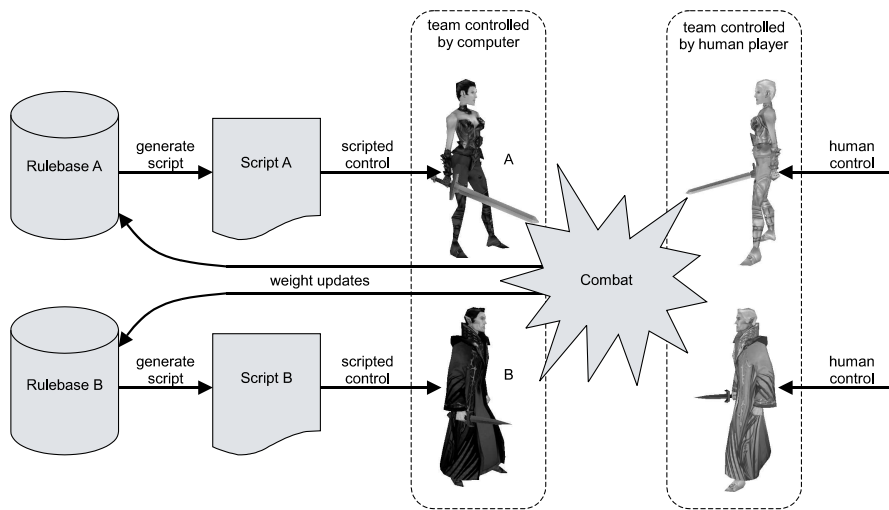 team controlled
by computer
team controlled
by human player
Rulebase A
generate
script
Script A
scripted
control
A
human
control
Combat
weight updates
Rulebase B
generate
script
Script B
scripted
control
B
human
control